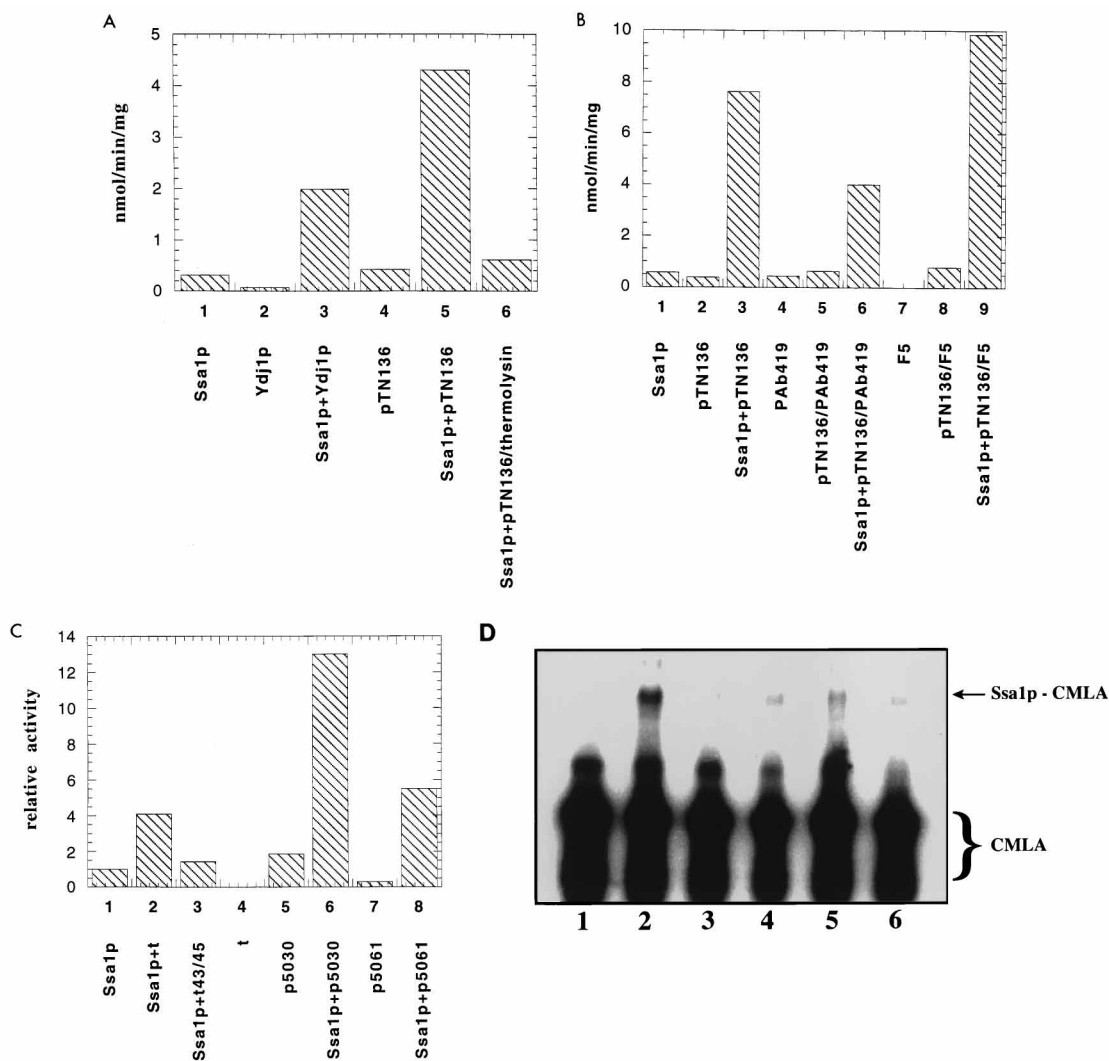 A
5
4
nmol/min/mg
3
2
1
0
1 2 3 4 5 6
Ssa1p
Ydj1p
Ssa1p+Ydj1p
pTN136
Ssa1p+pTN136
Ssa1p+pTN136/thermolysin
B
10
8
nmol/min/mg
6
4
2
0
1 2 3 4 5 6 7 8 9
Ssa1p
pTN136
Ssa1p+pTN136
PAb419
pTN136/PAb419
Ssa1p+pTN136/PAb419
F5
pTN136/F5
Ssa1p+pTN136/F5
C
14
12
10
relative activity
8
6
4
2
0
1 2 3 4 5 6 7 8
Ssa1p
Ssa1p+t
Ssa1p+t43/45
t
p5030
Ssa1p+p5030
p5061
Ssa1p+p5061
D
Ssa1p - CMLA
CMLA
1 2 3 4 5 6